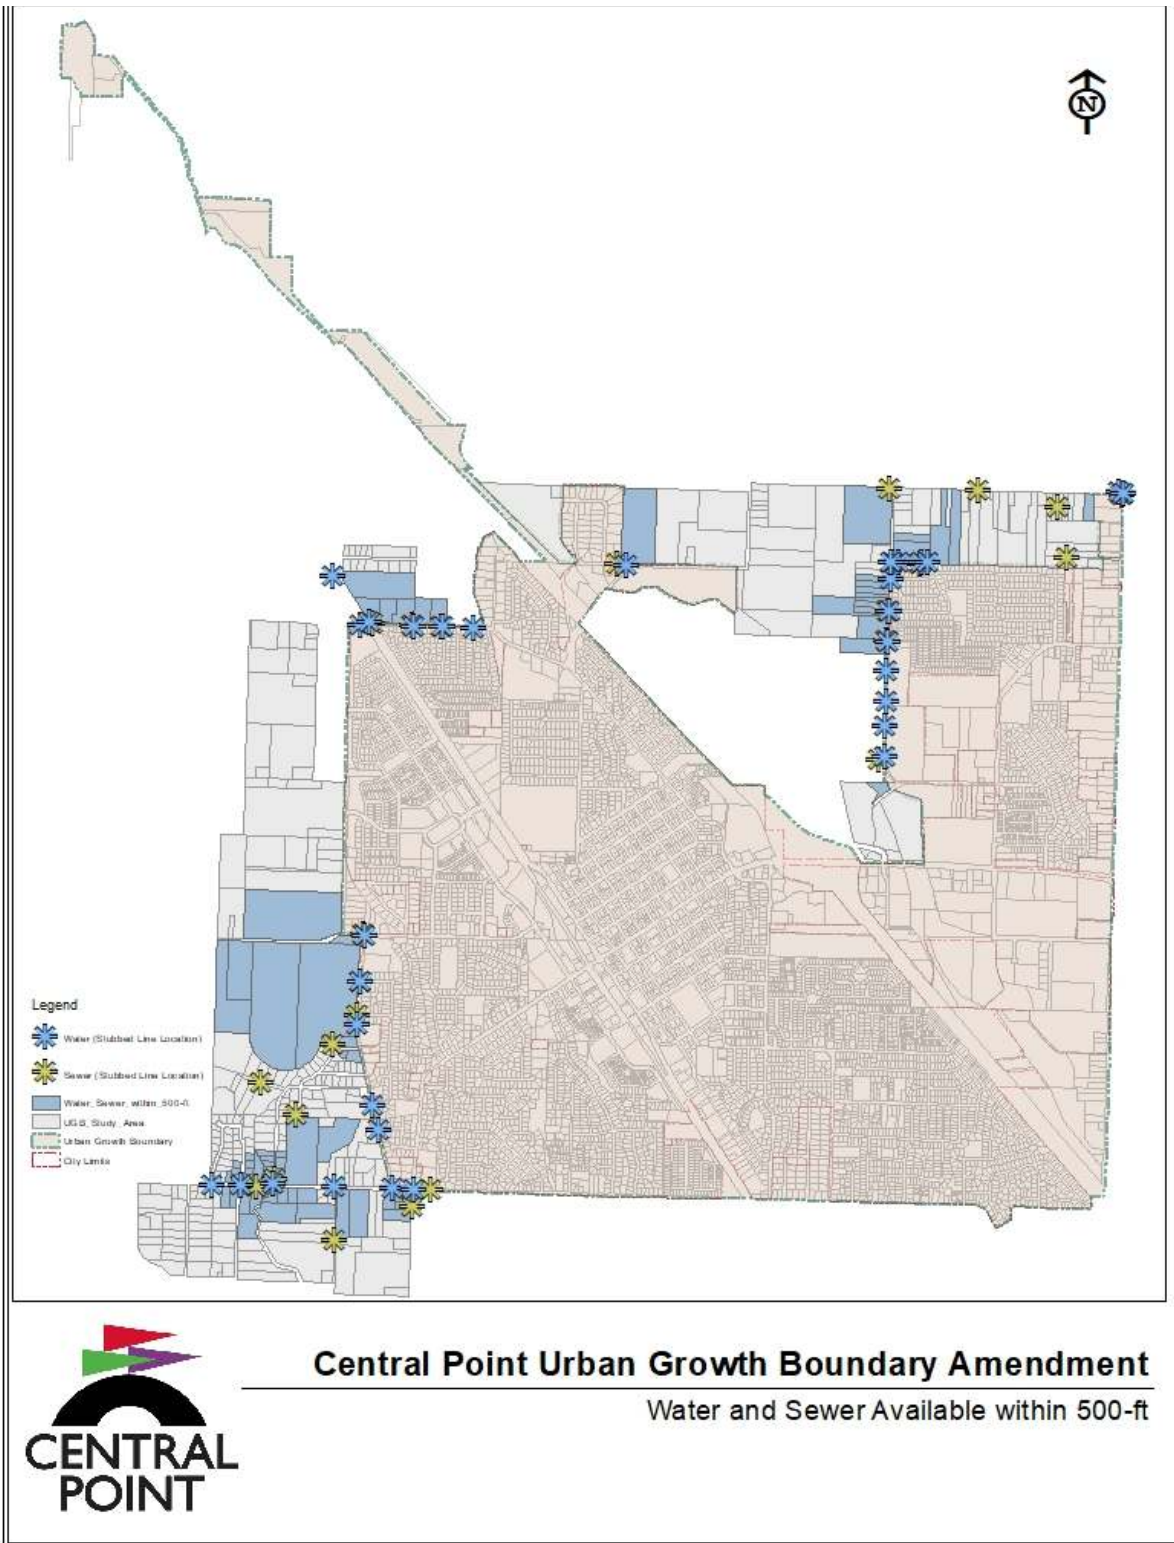 N
Legend
Water (Stubbed Line Location)
Sewer (Stubbed Line Location)
Water_Sewer_within_500-ft
UGB_Study_Area
Urban Growth Boundary
City Limits
Central Point Urban Growth Boundary Amendment
Water and Sewer Available within 500-ft
CENTRAL
POINT